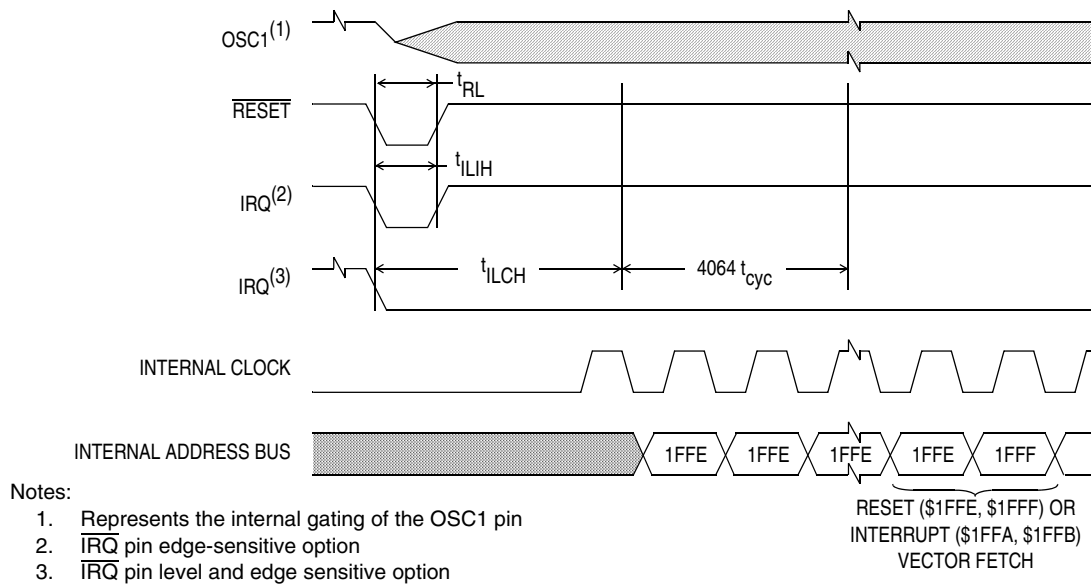 OSC1(1)
tRL
RESET
tILIH
IRQ(2)
tILCH
4064 tcyc
IRQ(3)
INTERNAL CLOCK
INTERNAL ADDRESS BUS
1FFE
1FFE
1FFE
1FFE
1FFF
RESET ($1FFE, $1FFF) OR
INTERRUPT ($1FFA, $1FFB)
VECTOR FETCH
Notes:
1. Represents the internal gating of the OSC1 pin
2. IRQ pin edge-sensitive option
3. IRQ pin level and edge sensitive option